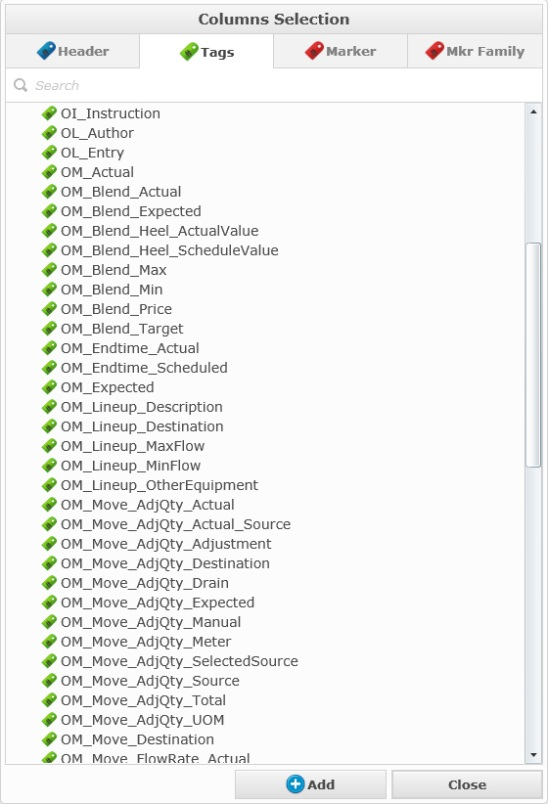 Columns Selection
Header Tags Marker Mkr Family
Search
OI_Instruction
OL_Author
OL_Entry
OM_Actual
OM_Blend_Actual
OM_Blend_Expected
OM_Blend_Heel_ActualValue
OM_Blend_Heel_ScheduleValue
OM_Blend_Max
OM_Blend_Min
OM_Blend_Price
OM_Blend_Target
OM_Endtime_Actual
OM_Endtime_Scheduled
OM_Expected
OM_Lineup_Description
OM_Lineup_Destination
OM_Lineup_MaxFlow
OM_Lineup_MinFlow
OM_Lineup_OtherEquipment
OM_Move_AdjQty_Actual
OM_Move_AdjQty_Actual_Source
OM_Move_AdjQty_Adjustment
OM_Move_AdjQty_Destination
OM_Move_AdjQty_Drain
OM_Move_AdjQty_Expected
OM_Move_AdjQty_Manual
OM_Move_AdjQty_Meter
OM_Move_AdjQty_SelectedSource
OM_Move_AdjQty_Source
OM_Move_AdjQty_Total
OM_Move_AdjQty_UOM
OM_Move_Destination
OM_Move_FlowRate_Actual
Add Close